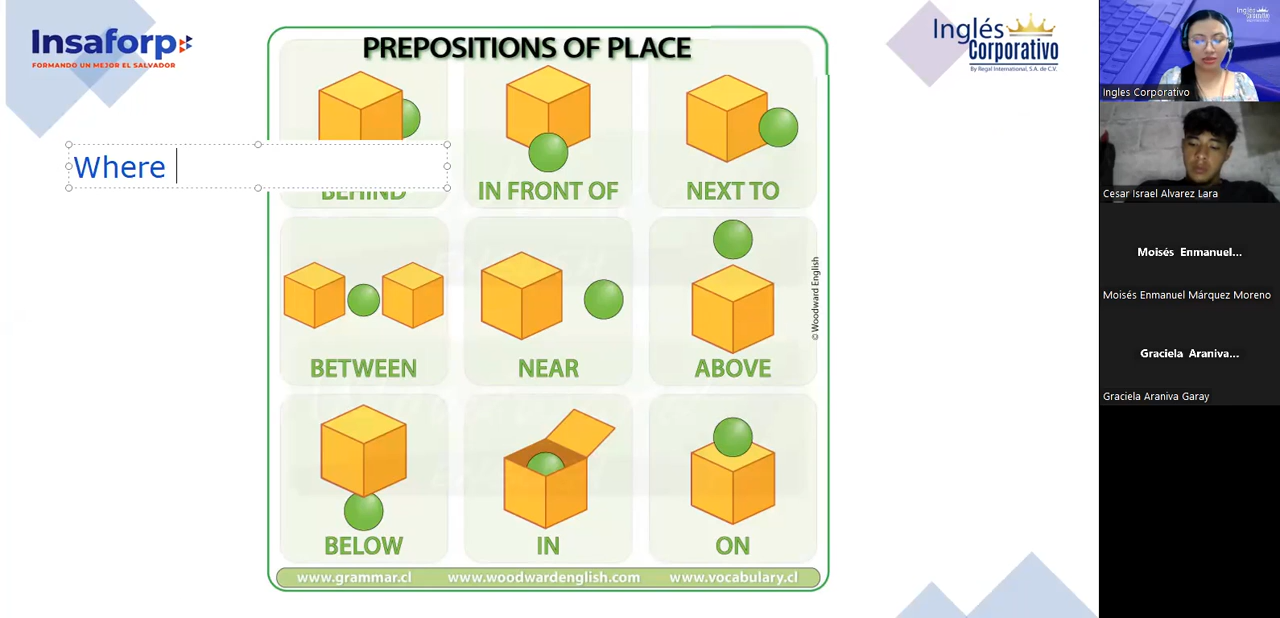 Insaforp
FORMANDO UN MEJOR EL SALVADOR
PREPOSITIONS OF PLACE
Inglés
Corporativo
By Regal International, S.A. de C.V.
Where
BEHIND
IN FRONT OF
NEXT TO
BETWEEN
NEAR
ABOVE
© Woodward English
BELOW
IN
ON
www.grammar.cl
www.woodwardenglish.com
www.vocabulary.cl
Inglés
Corporativo
Ingles Corporativo
Cesar Israel Alvarez Lara
Moisés Enmanuel...
Moisés Enmanuel Márquez Moreno
Graciela Araniva...
Graciela Araniva Garay